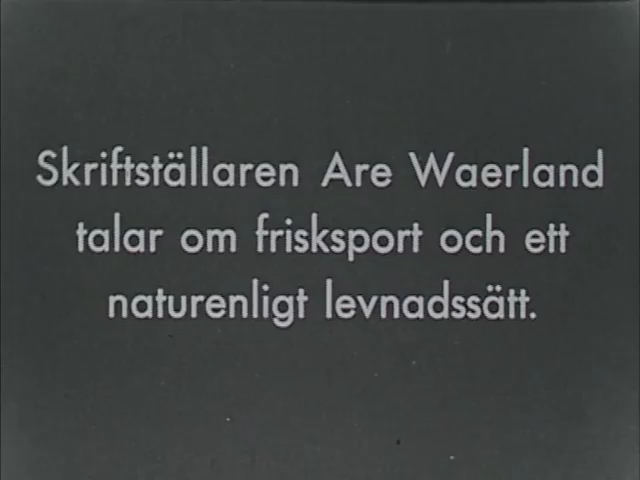 Skriftställaren Are Waerland
talar om frisksport och ett
naturenligt levnadssätt.